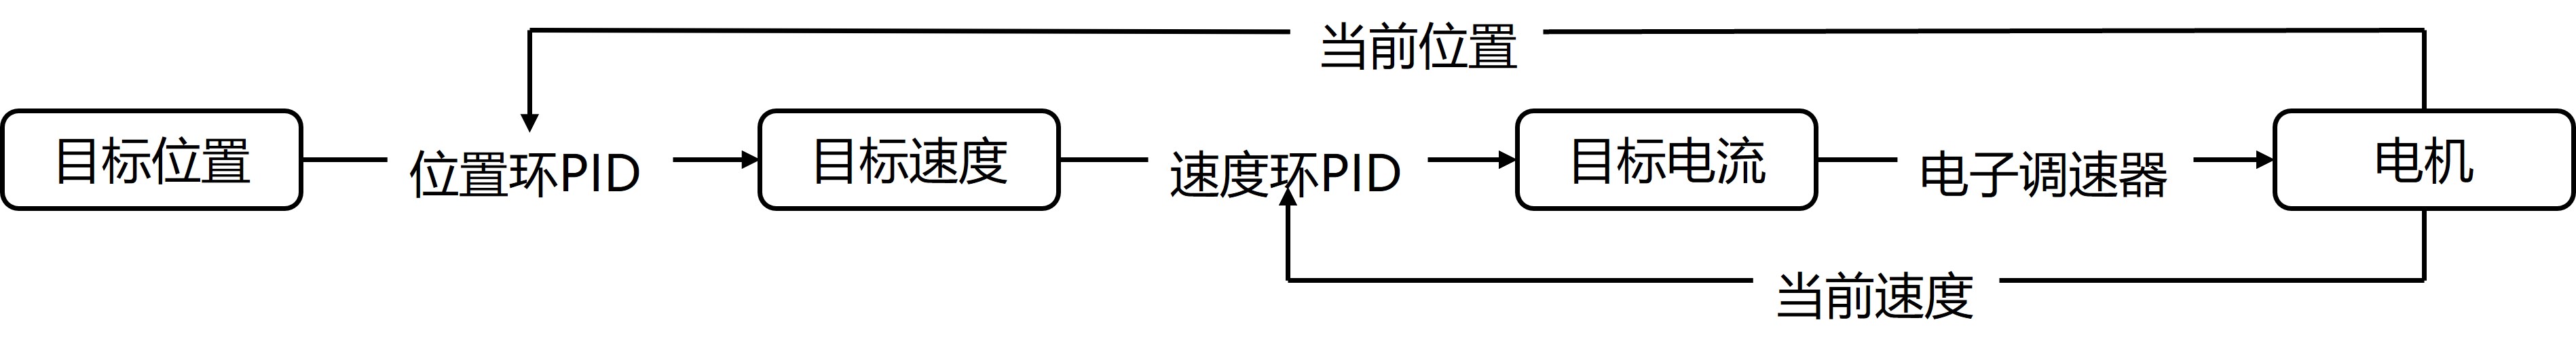 当前位置
目标位置
位置环PID
目标速度
速度环PID
目标电流
电子调速器
电机
当前速度